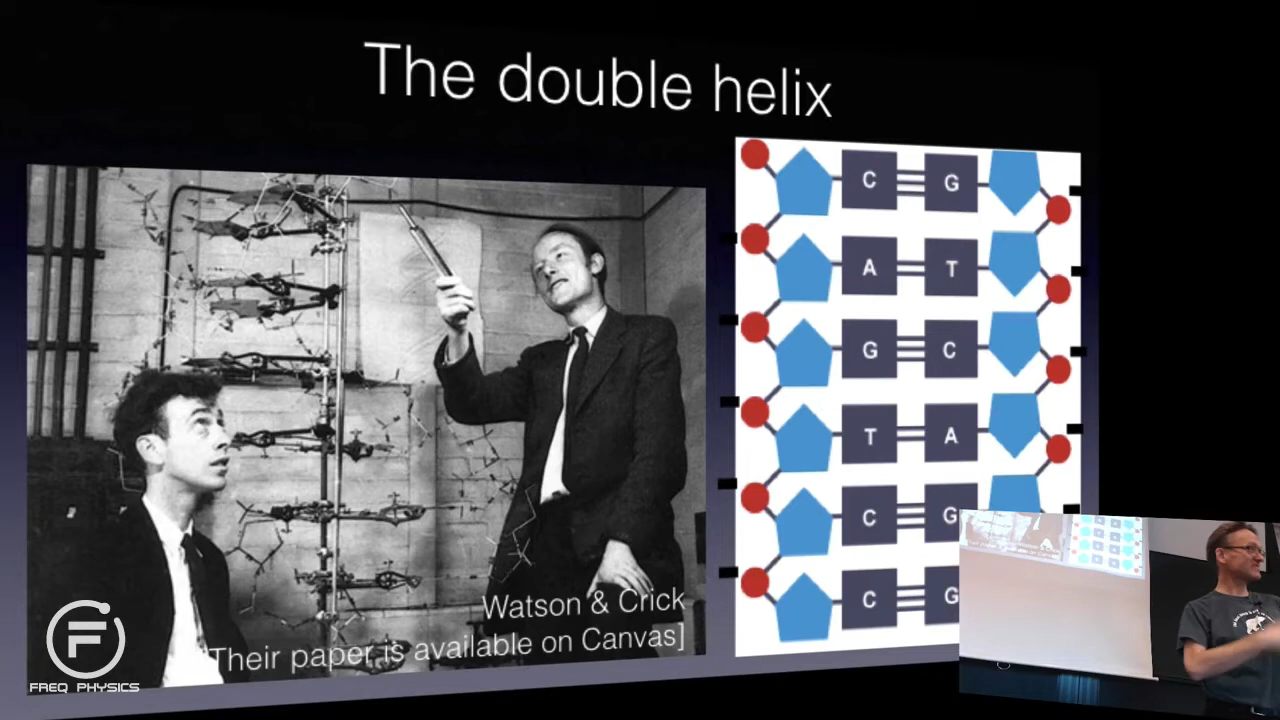 The double helix
C G
A T
G C
T A
C G
C G
Watson & Crick
Their paper is available on Canvas]
F
FREQ PHYSICS